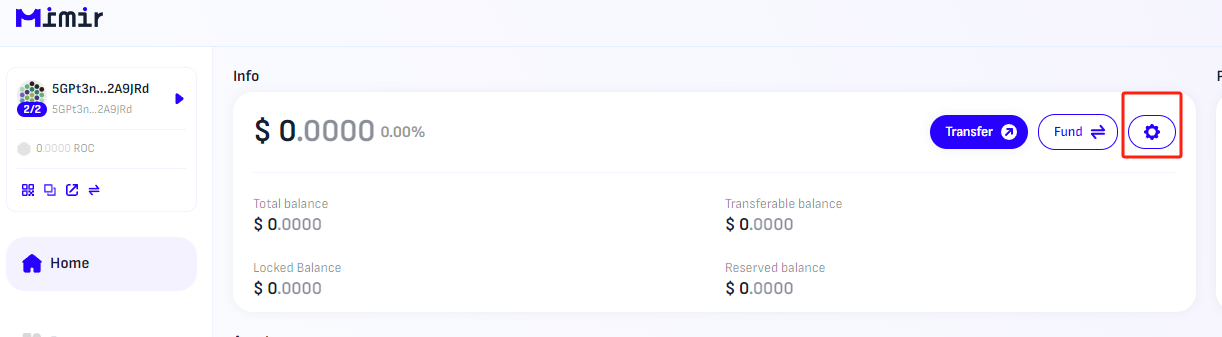 Mimir
5GPt3n...2A9JRd
2/2
5GPt3n...2A9JRd
0.0000 ROC
Home
Info
$ 0.0000 0.00%
Transfer
Fund
Total balance
$ 0.0000
Transferable balance
$ 0.0000
Locked Balance
$ 0.0000
Reserved balance
$ 0.0000